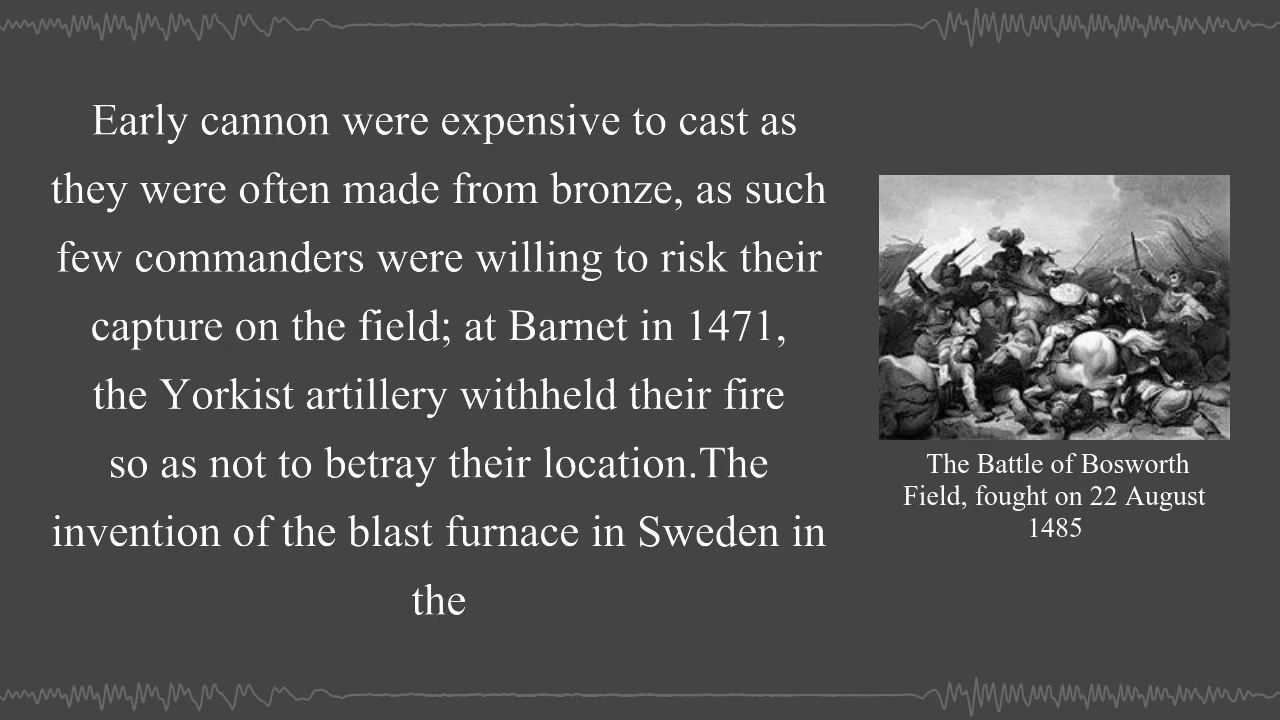 Early cannon were expensive to cast as
they were often made from bronze, as such
few commanders were willing to risk their
capture on the field; at Barnet in 1471,
the Yorkist artillery withheld their fire
so as not to betray their location.The
invention of the blast furnace in Sweden in
the
The Battle of Bosworth
Field, fought on 22 August
1485